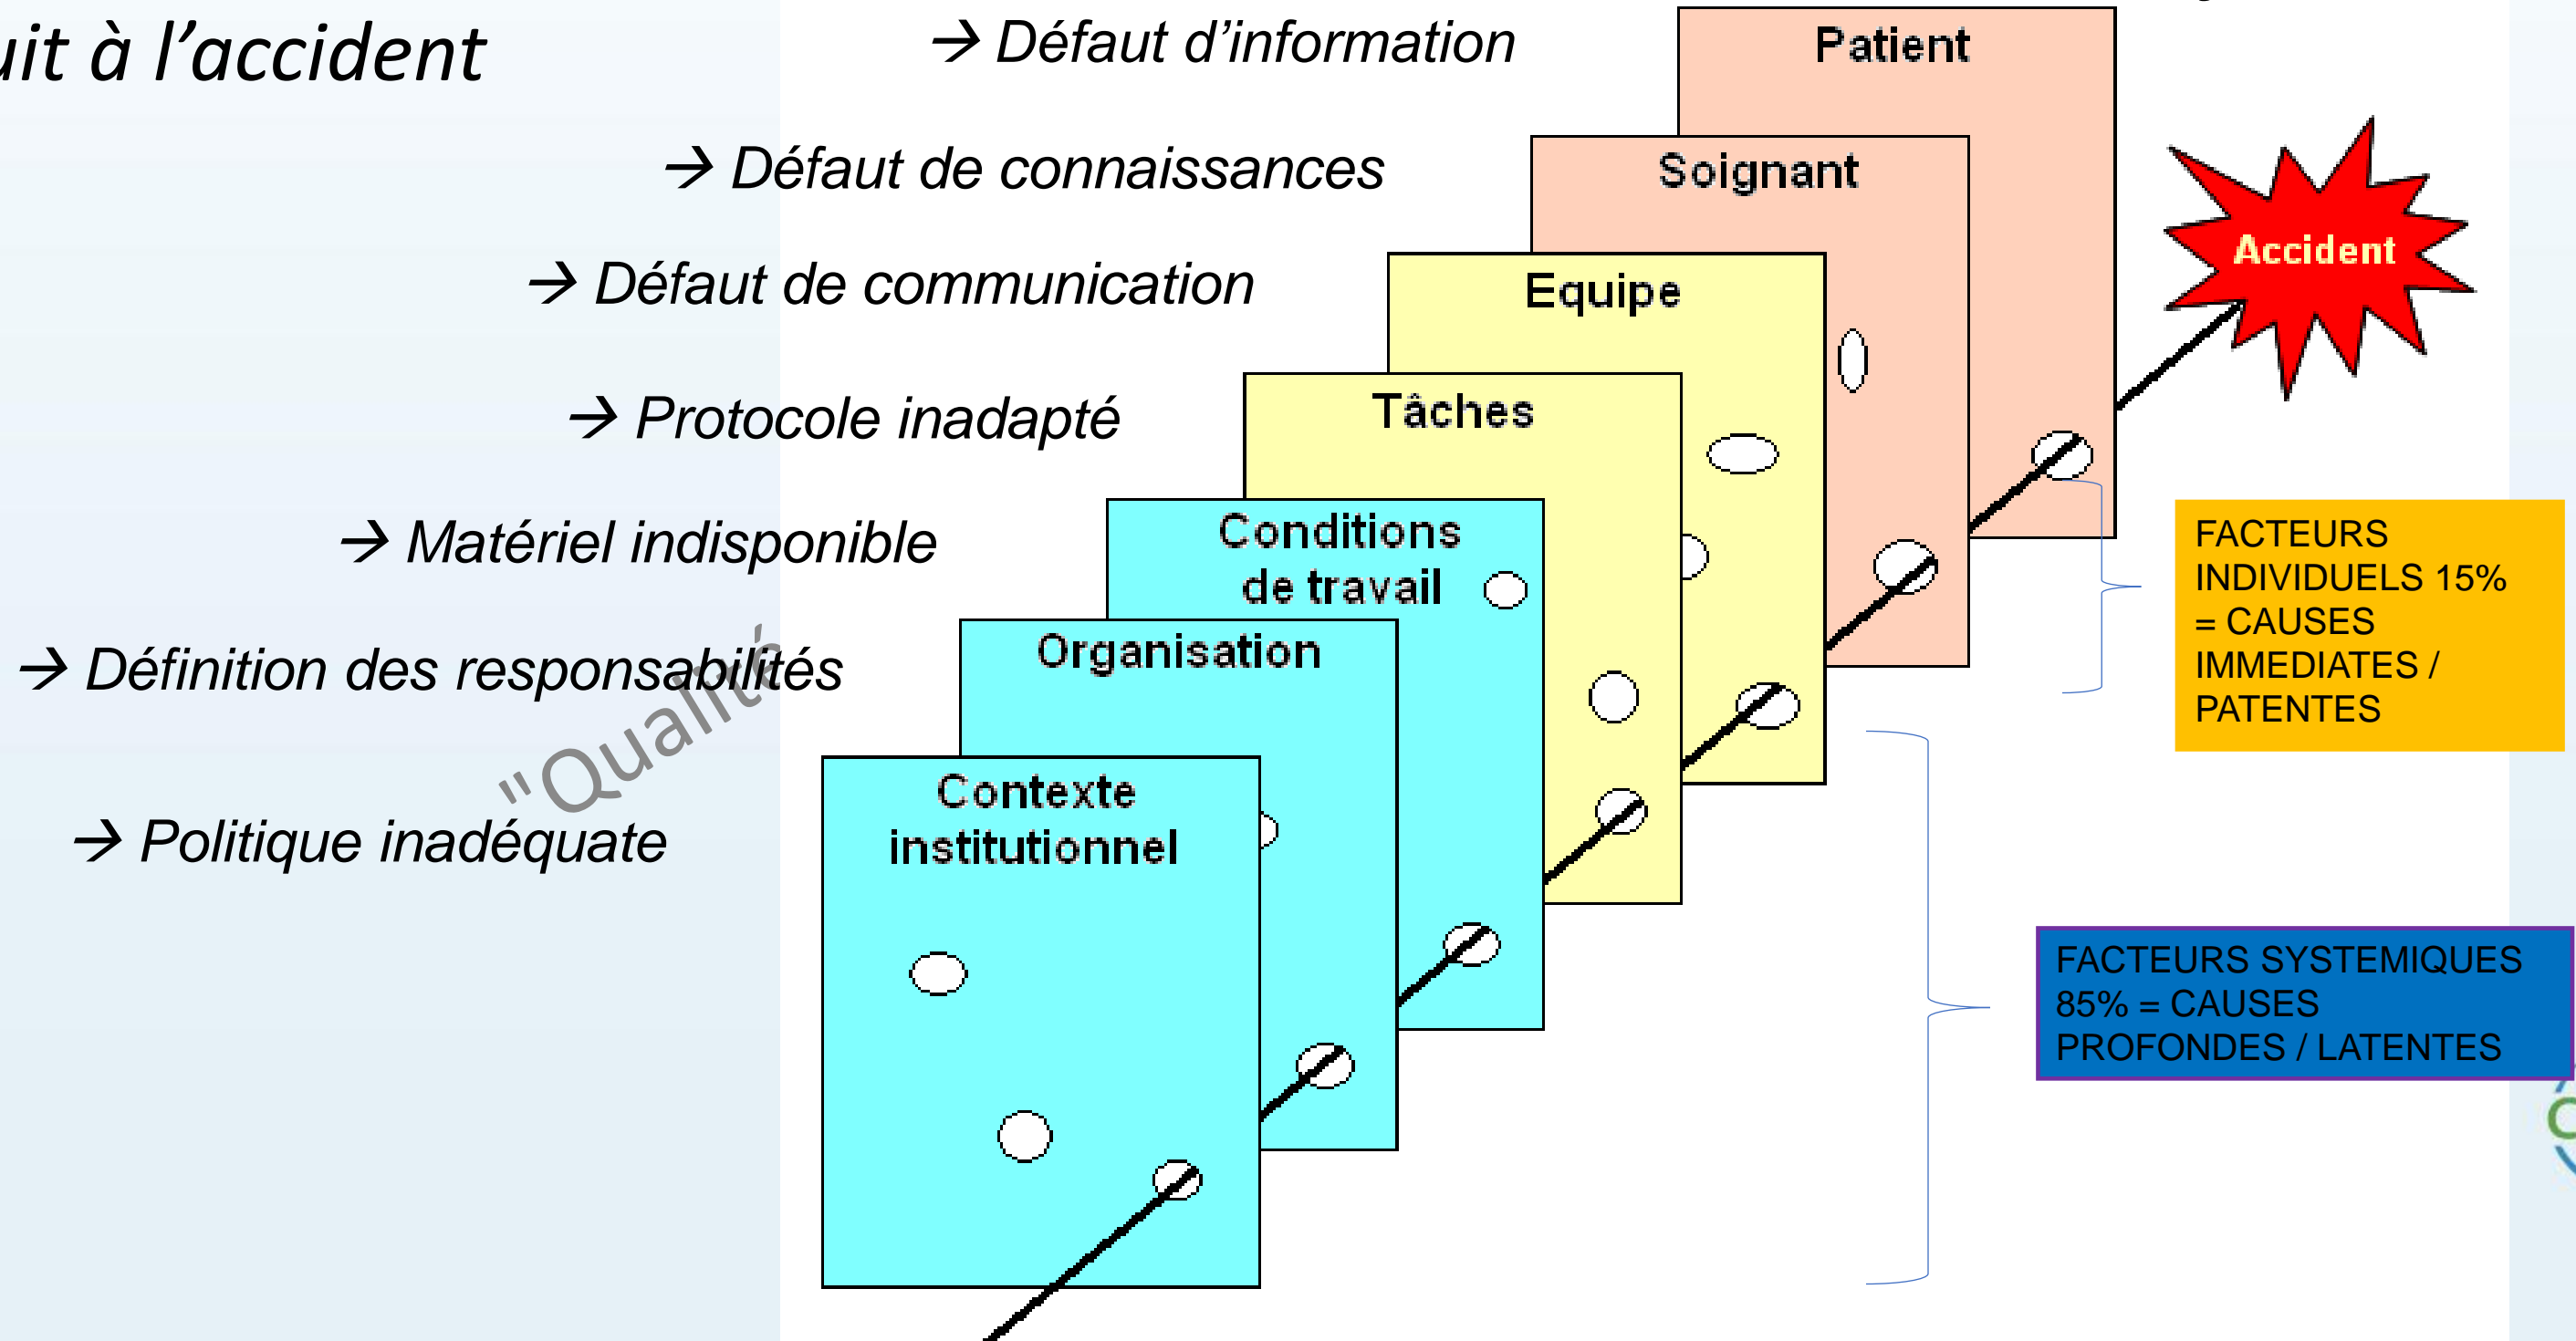 uit à l’accident
→ Défaut d’information
Patient
→ Défaut de connaissances
Soignant
Accident
→ Défaut de communication
Equipe
→ Protocole inadapté
Tâches
→ Matériel indisponible
Conditions
de travail
FACTEURS
INDIVIDUELS 15%
= CAUSES
IMMEDIATES /
PATENTES
→ Définition des responsabilités
Organisation
"Qualité
→ Politique inadéquate
Contexte
institutionnel
FACTEURS SYSTEMIQUES
85% = CAUSES
PROFONDES / LATENTES